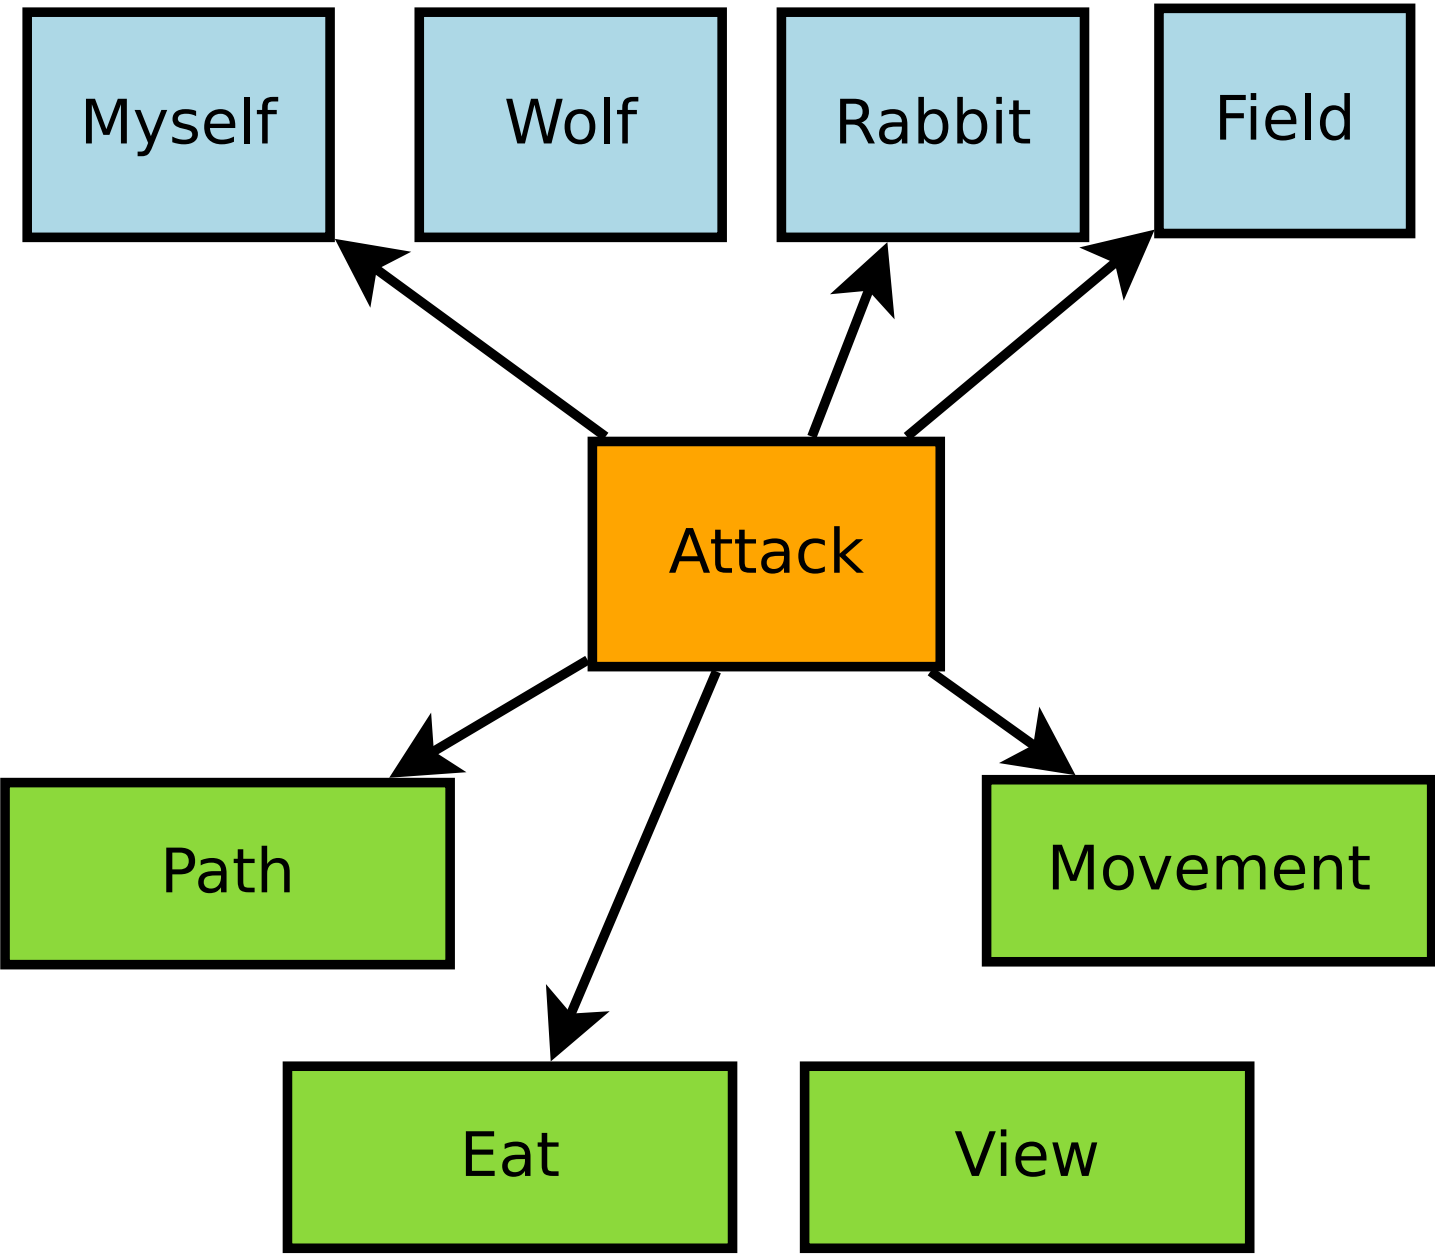 Myself
Wolf
Rabbit
Field
Attack
Path
Movement
Eat
View